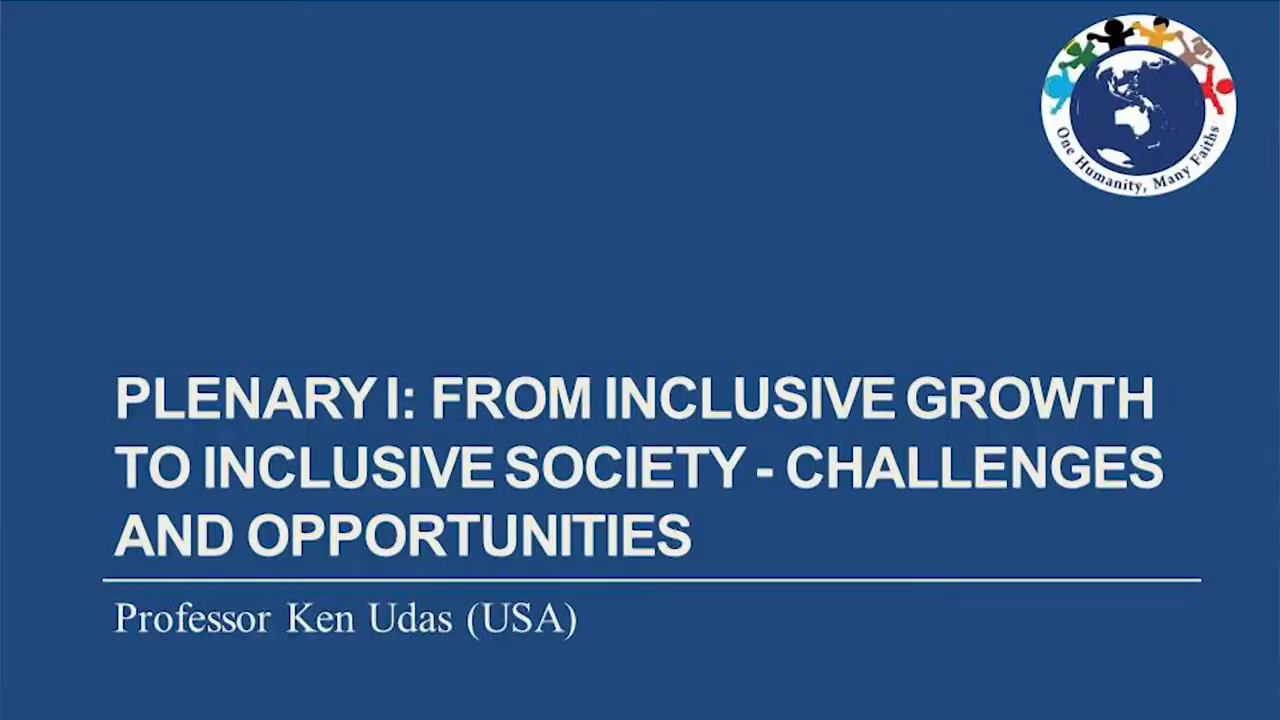 One Humanity, Many Faiths
PLENARY I: FROM INCLUSIVE GROWTH
TO INCLUSIVE SOCIETY - CHALLENGES
AND OPPORTUNITIES
Professor Ken Udas (USA)